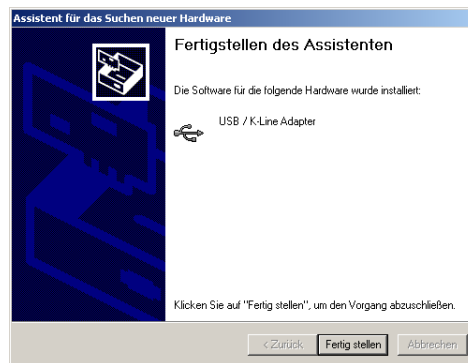 Assistent für das Suchen neuer Hardware
Fertigstellen des Assistenten
Die Software für die folgende Hardware wurde installiert:
USB / K-Line Adapter
Klicken Sie auf "Fertig stellen", um den Vorgang abzuschließen.
< Zurück Fertig stellen Abbrechen